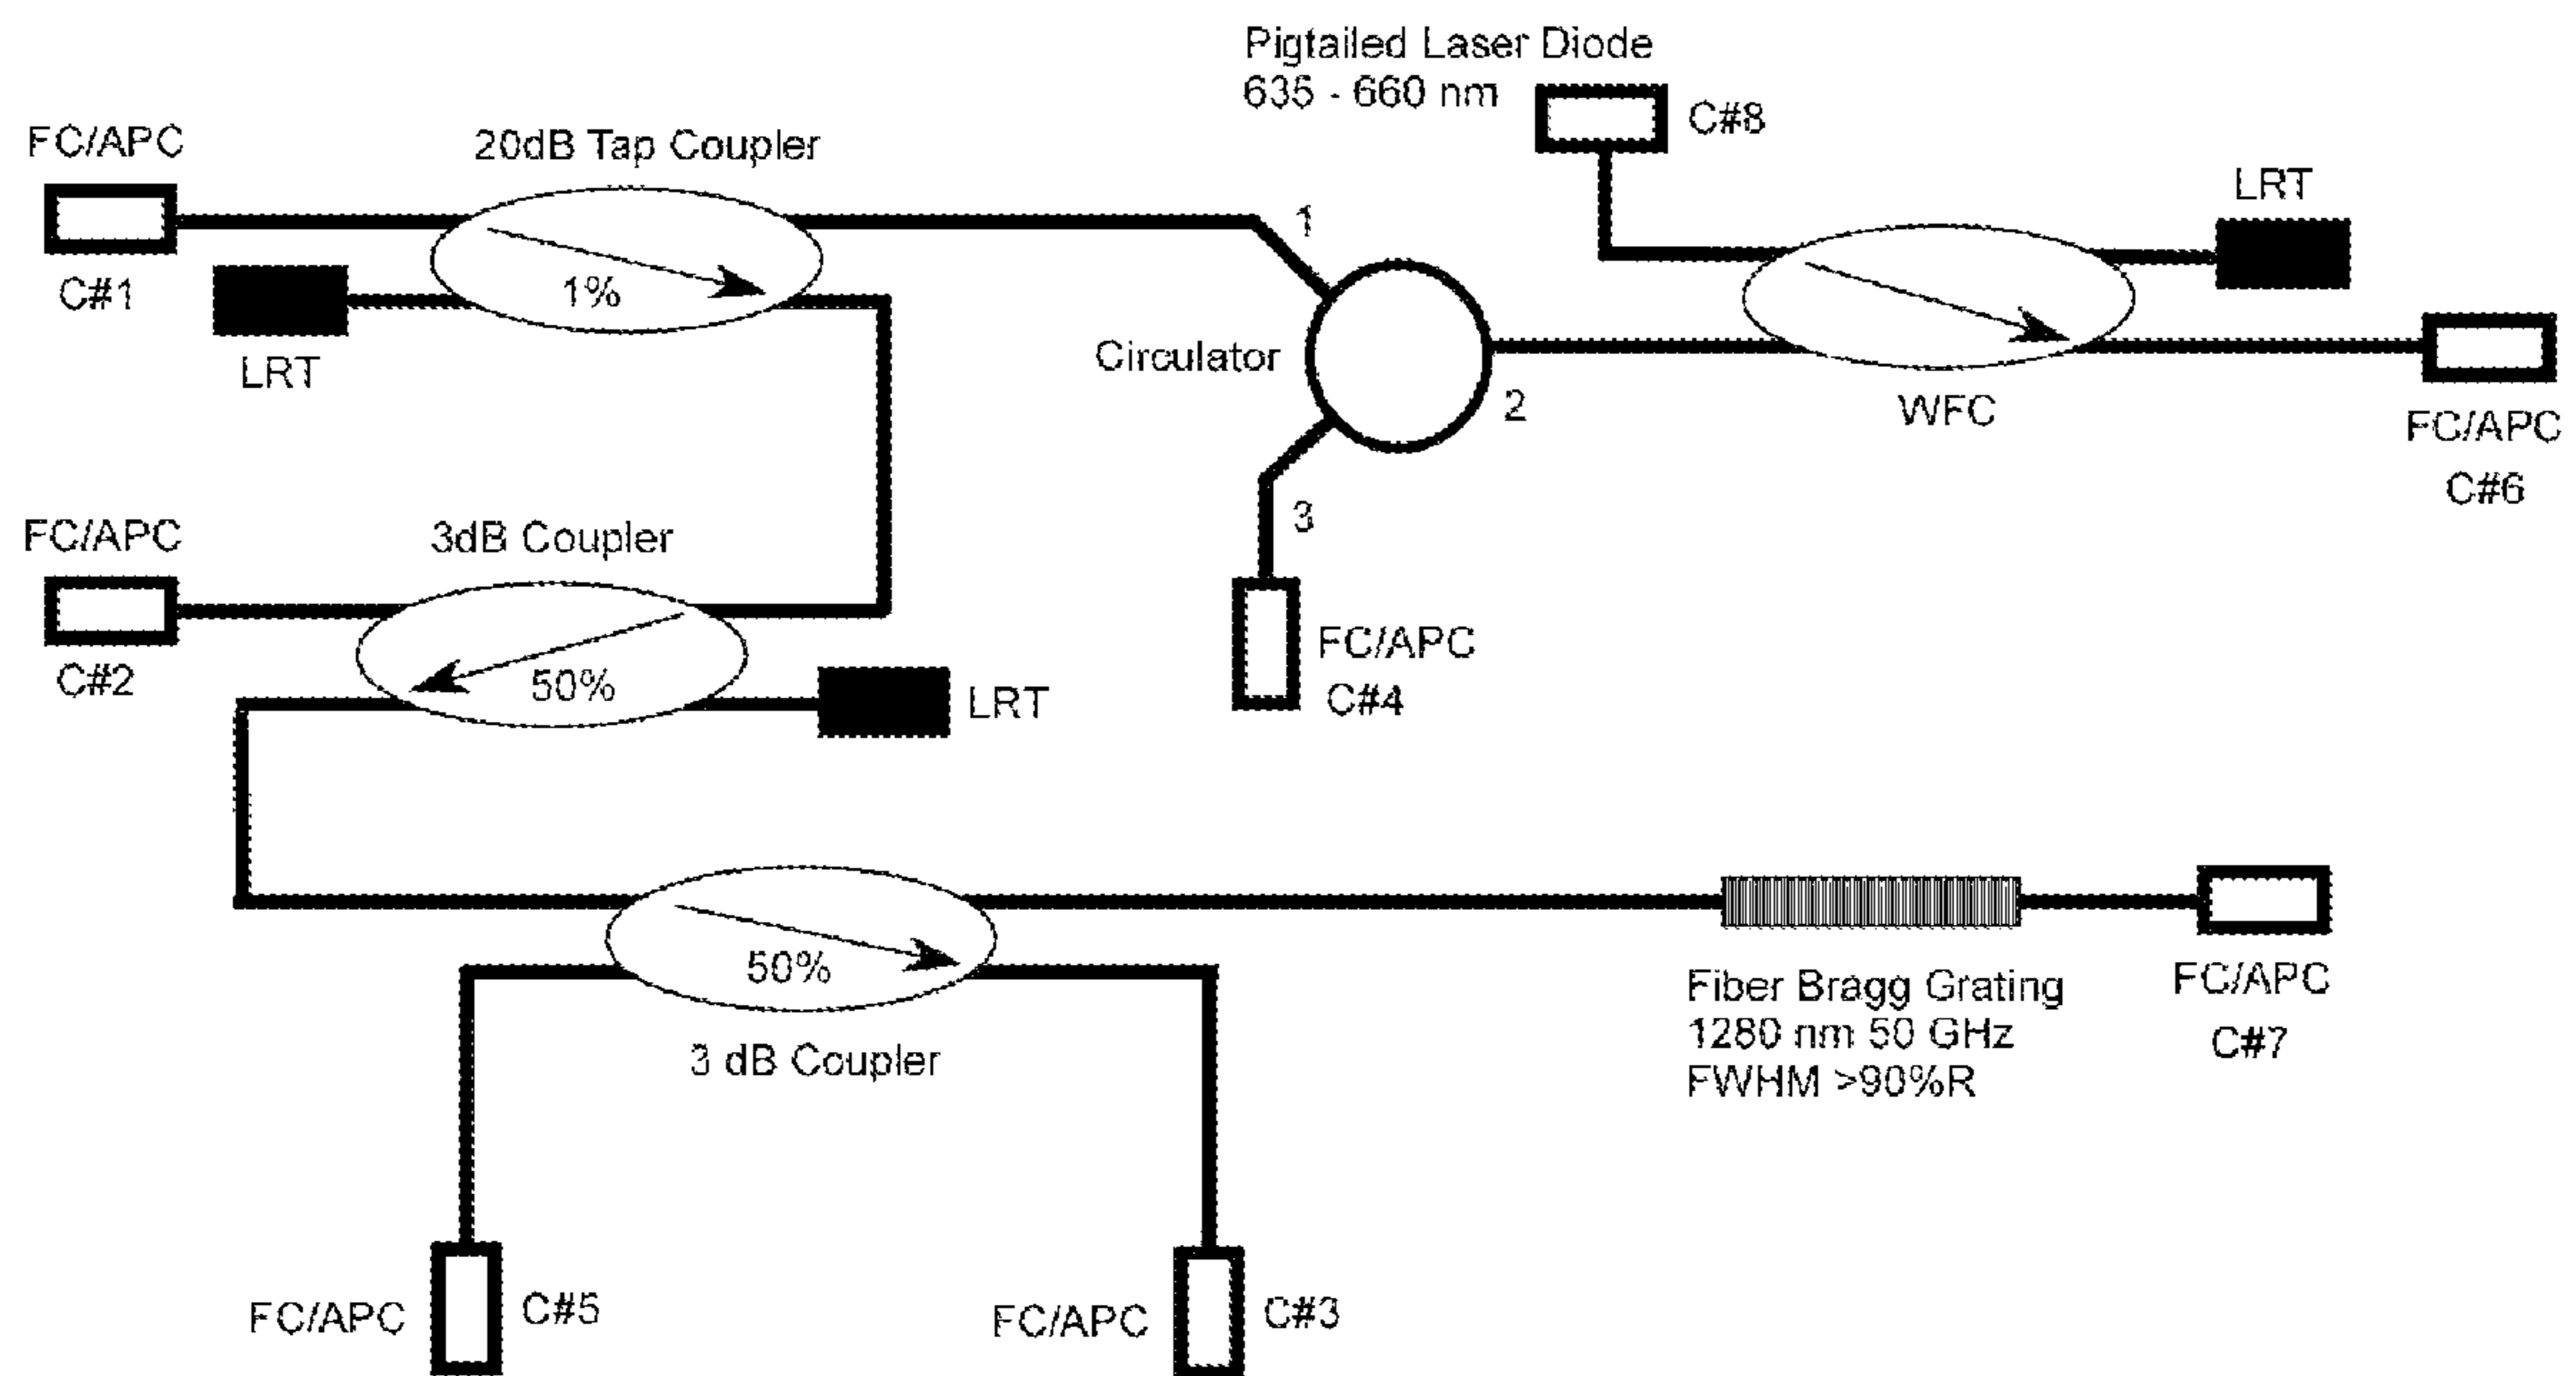 Pigtailed Laser Diode
635 - 660 nm
C#8
FC/APC
20dB Tap Coupler
LRT
C#1
1%
LRT
1
Circulator
2
WFC
FC/APC
C#6
3
FC/APC
C#4
FC/APC
3dB Coupler
C#2
50%
LRT
50%
3 dB Coupler
Fiber Bragg Grating
1280 nm 50 GHz
FWHM >90%R
FC/APC
C#7
FC/APC
C#5
FC/APC
C#3